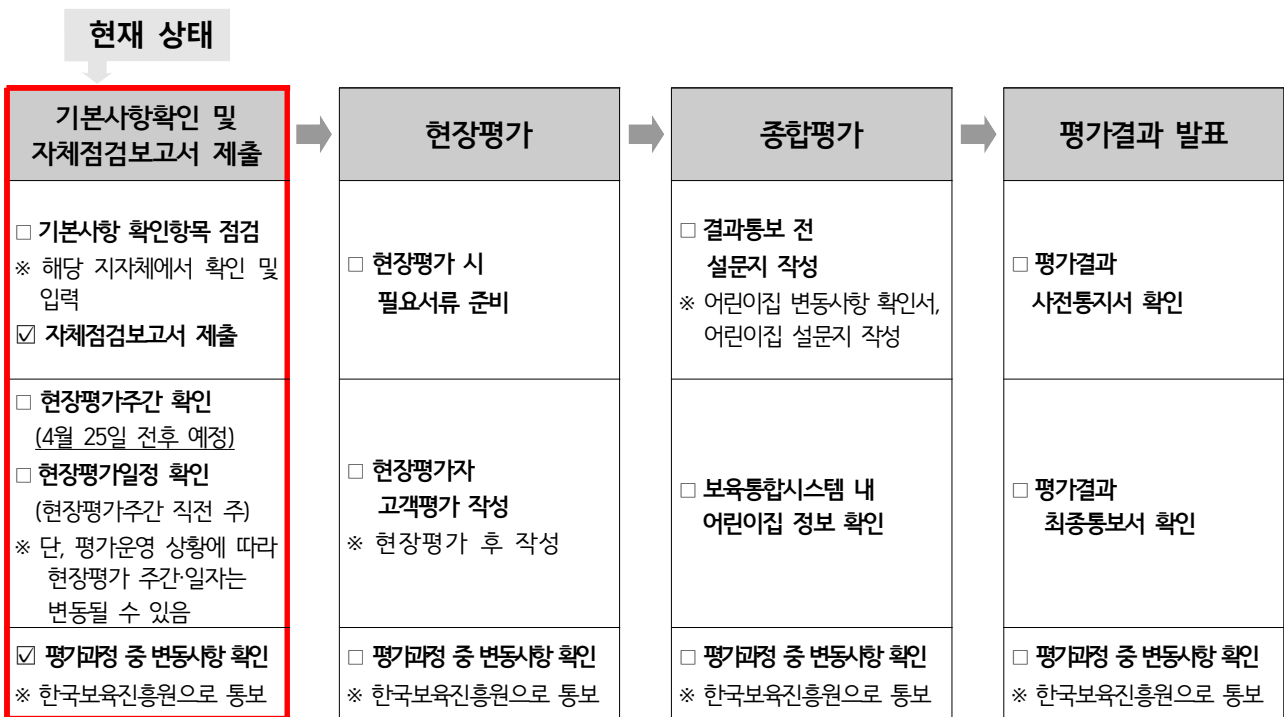 현재 상태
기본사항확인 및
자체점검보고서 제출
□ 기본사항 확인항목 점검
※ 해당 지자체에서 확인 및
입력
☑ 자체점검보고서 제출
□ 현장평가주간 확인
(4월 25일 전후 예정)
□ 현장평가일정 확인
(현장평가주간 직전 주)
※ 단, 평가운영 상황에 따라
현장평가 주간·일자는
변동될 수 있음
☑ 평가과정 중 변동사항 확인
※ 한국보육진흥원으로 통보
현장평가
□ 현장평가 시
필요서류 준비
□ 현장평가자
고객평가 작성
※ 현장평가 후 작성
□ 평가과정 중 변동사항 확인
※ 한국보육진흥원으로 통보
종합평가
□ 결과통보 전
설문지 작성
※ 어린이집 변동사항 확인서,
어린이집 설문지 작성
□ 보육통합시스템 내
어린이집 정보 확인
□ 평가과정 중 변동사항 확인
※ 한국보육진흥원으로 통보
평가결과 발표
□ 평가결과
사전통지서 확인
□ 평가결과
최종통보서 확인
□ 평가과정 중 변동사항 확인
※ 한국보육진흥원으로 통보